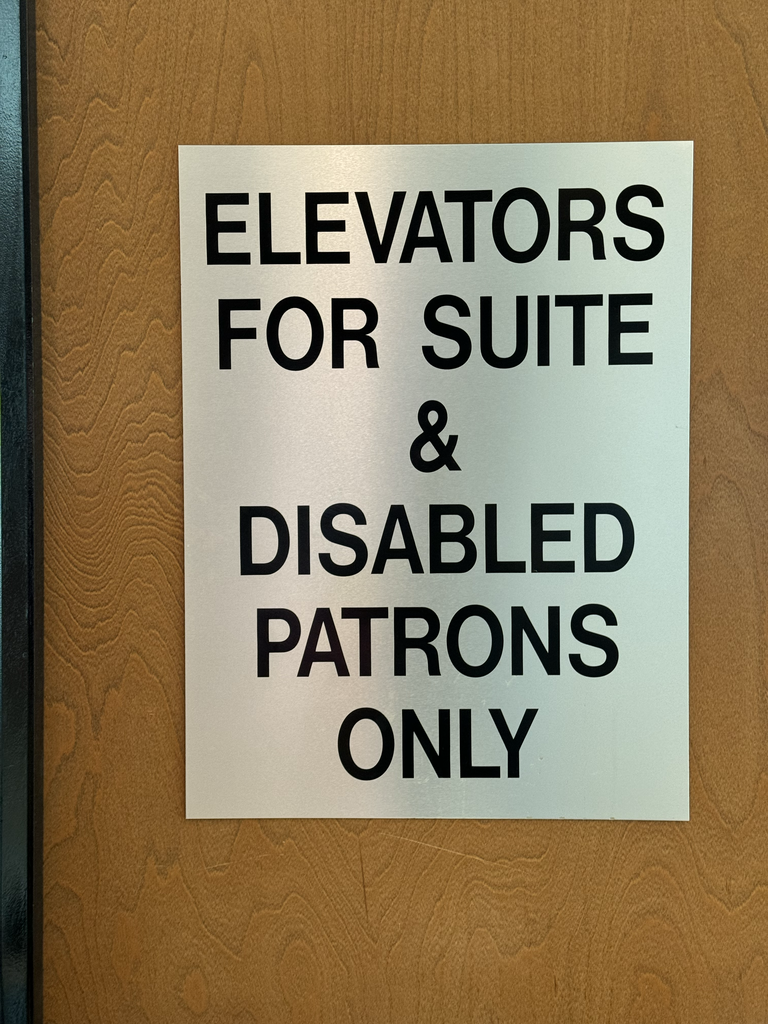 ELEVATORS
FOR SUITE
&
DISABLED
PATRONS
ONLY